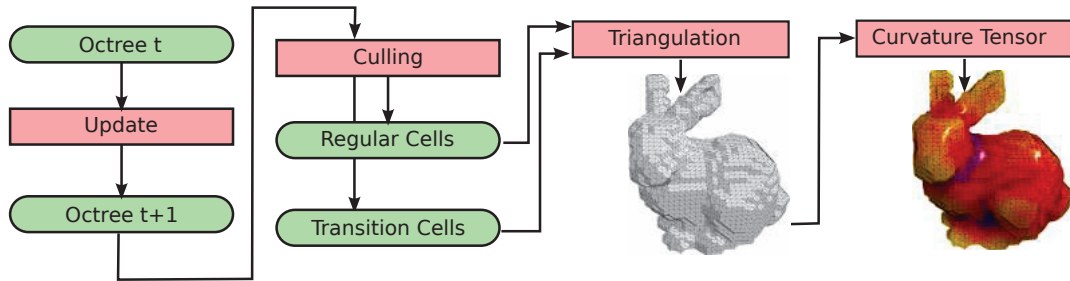 Octree t
Update
Octree t+1
Culling
Regular Cells
Transition Cells
Triangulation
Curvature Tensor